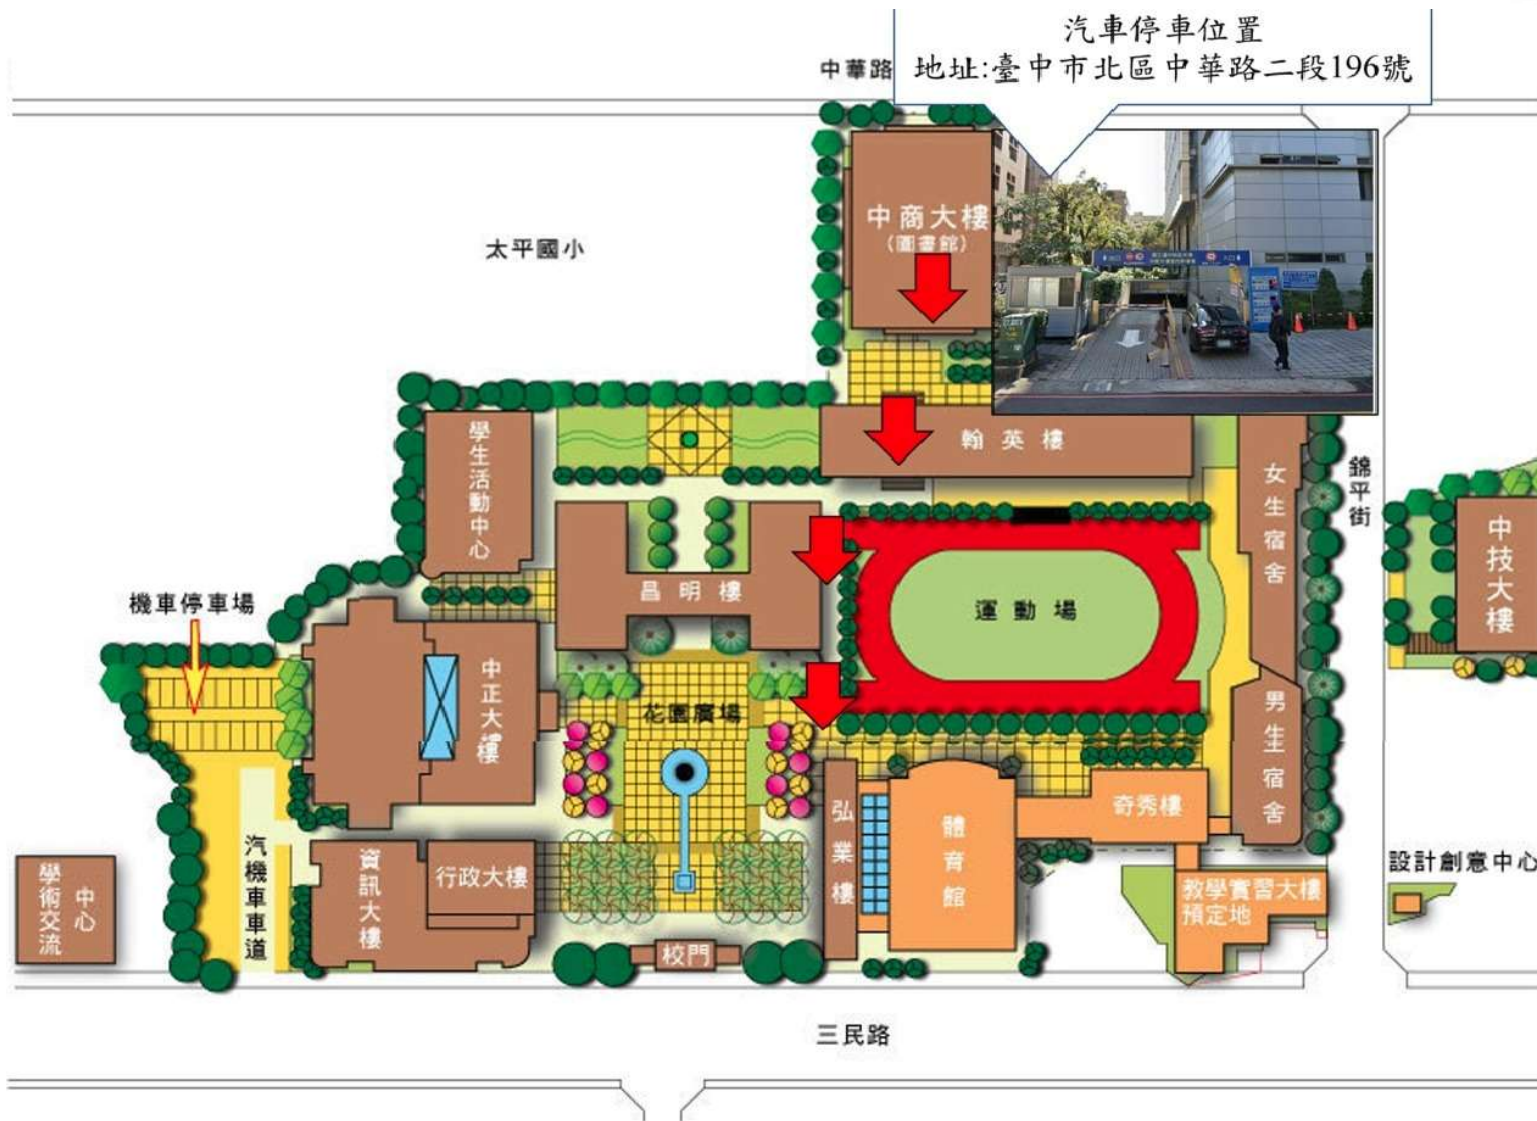 汽車停車位置
地址:臺中市北區中華路二段196號
中華路
中商大樓
(圖書館)
太平國小
翰英樓
學生活動中心
女生宿舍
錦平街
中技大樓
昌明樓
運動場
機車停車場
中正大樓
花園廣場
男生宿舍
奇秀樓
弘業樓
體育館
汽機車車道
資訊大樓
行政大樓
學術交流
中心
設計創意中心
教學實習大樓
預定地
校門
三民路